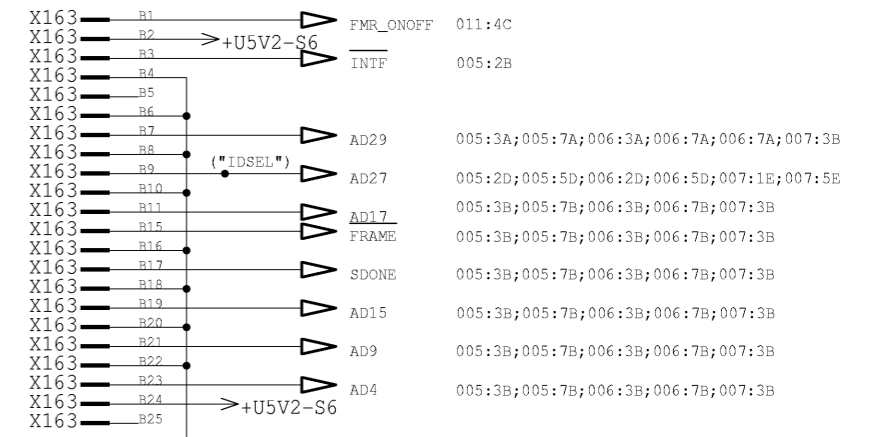 X163 B1 FMR_ONOFF 011:4C
X163 B2 +U5V2-S6
X163 B3 INTF 005:2B
X163 B4
X163 B5
X163 B6
X163 B7 AD29 005:3A;005:7A;006:3A;006:7A;006:7A;007:3B
X163 B8
X163 B9 ("IDSEL") AD27 005:2D;005:5D;006:2D;006:5D;007:1E;007:5E
X163 B10
X163 B11 AD17 005:3B;005:7B;006:3B;006:7B;007:3B
X163 B15 FRAME 005:3B;005:7B;006:3B;006:7B;007:3B
X163 B16
X163 B17 SDONE 005:3B;005:7B;006:3B;006:7B;007:3B
X163 B18
X163 B19 AD15 005:3B;005:7B;006:3B;006:7B;007:3B
X163 B20
X163 B21 AD9 005:3B;005:7B;006:3B;006:7B;007:3B
X163 B22
X163 B23 AD4 005:3B;005:7B;006:3B;006:7B;007:3B
X163 B24 +U5V2-S6
X163 B25